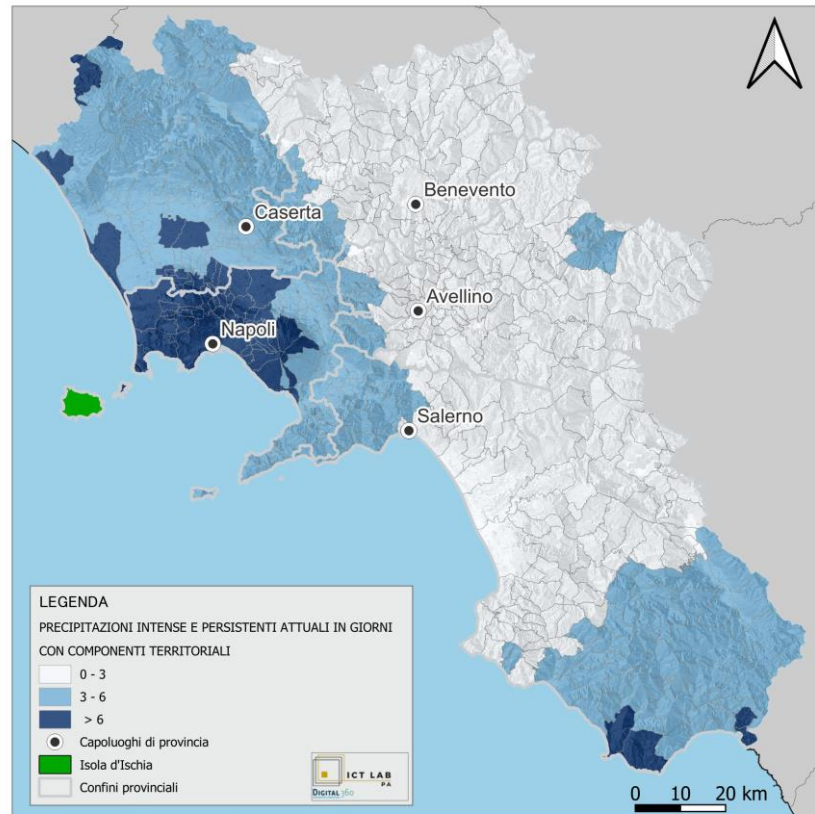 Benevento
Caserta
Avellino
Napoli
Salerno
LEGENDA
PRECIPITAZIONI INTENSE E PERSISTENTI ATTUALI IN GIORNI
CON COMPONENTI TERRITORIALI
0 - 3
3 - 6
> 6
Capoluoghi di provincia
Isola d'Ischia
Confini provinciali
ICT LAB
PA
DIGITAL360
0 10 20 km